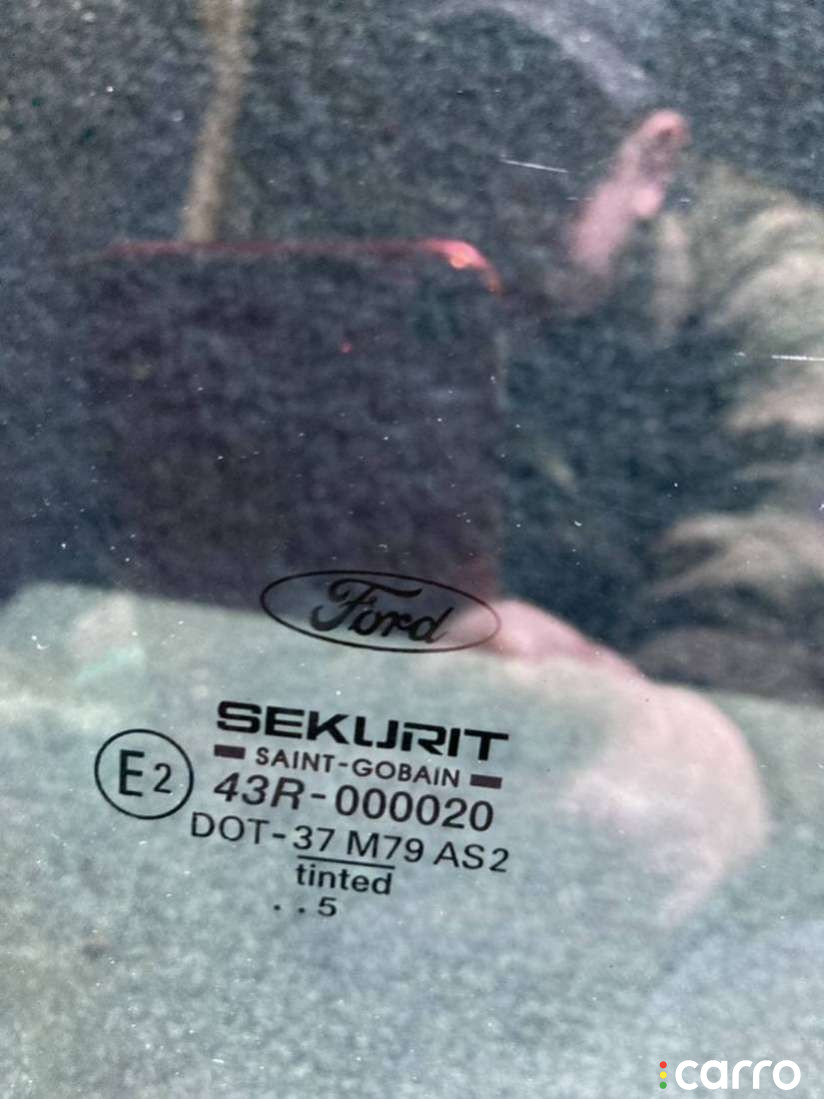 Ford
SEKURIT
SAINT-GOBAIN
E2
43R-000020
DOT-37 M79 AS2
tinted
. . 5
carro